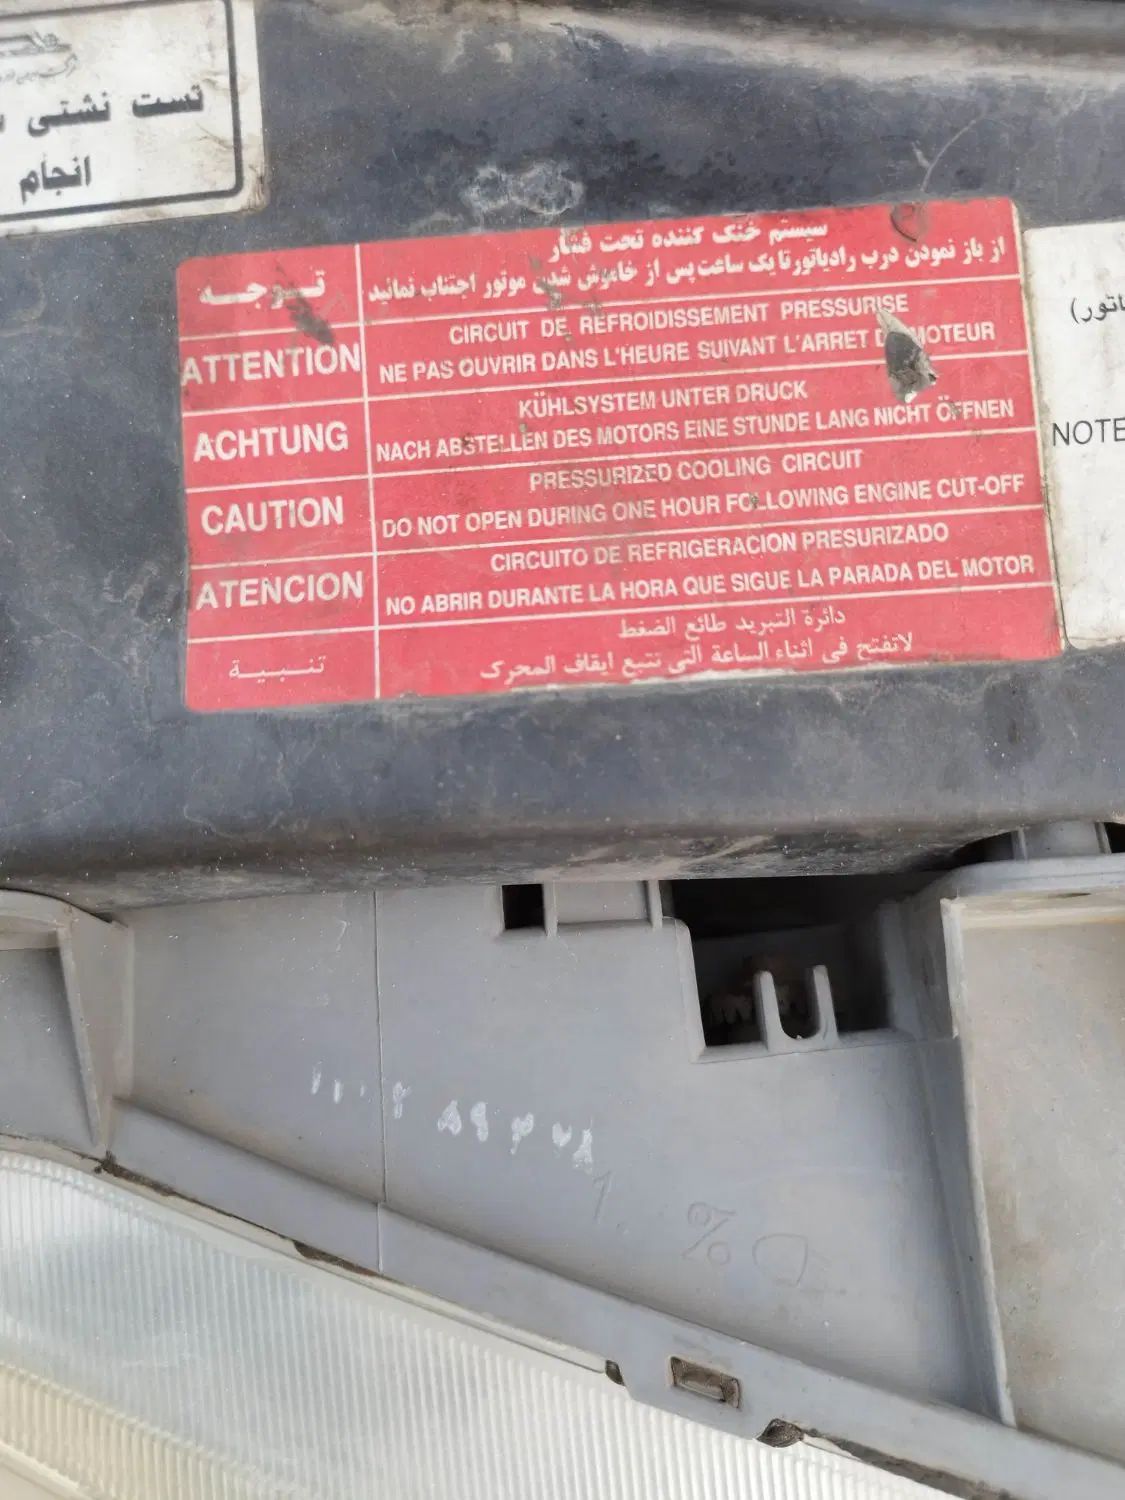 تست نشتی
انجام
توجه
سیستم خنک کننده تحت فشار
از باز نمودن درب رادیاتور تا یک ساعت پس از خاموش شدن موتور اجتناب نمائید
ATTENTION
CIRCUIT DE REFROIDISSEMENT PRESSURISE
NE PAS OUVRIR DANS L'HEURE SUIVANT L'ARRET MOTEUR
ACHTUNG
KÜHLSYSTEM UNTER DRUCK
NACH ABSTELLEN DES MOTORS EINE STUNDE LANG NICHT ÖFFNEN
CAUTION
PRESSURIZED COOLING CIRCUIT
DO NOT OPEN DURING ONE HOUR FOLLOWING ENGINE CUT-OFF
ATENCION
CIRCUITO DE REFRIGERACION PRESURIZADO
NO ABRIR DURANTE LA HORA QUE SIGUE LA PARADA DEL MOTOR
تنبية
دائرة التبريد طائع الضغط
لاتفتح في اثناء الساعة التي تتبع ايقاف المحرك
NOTE
%